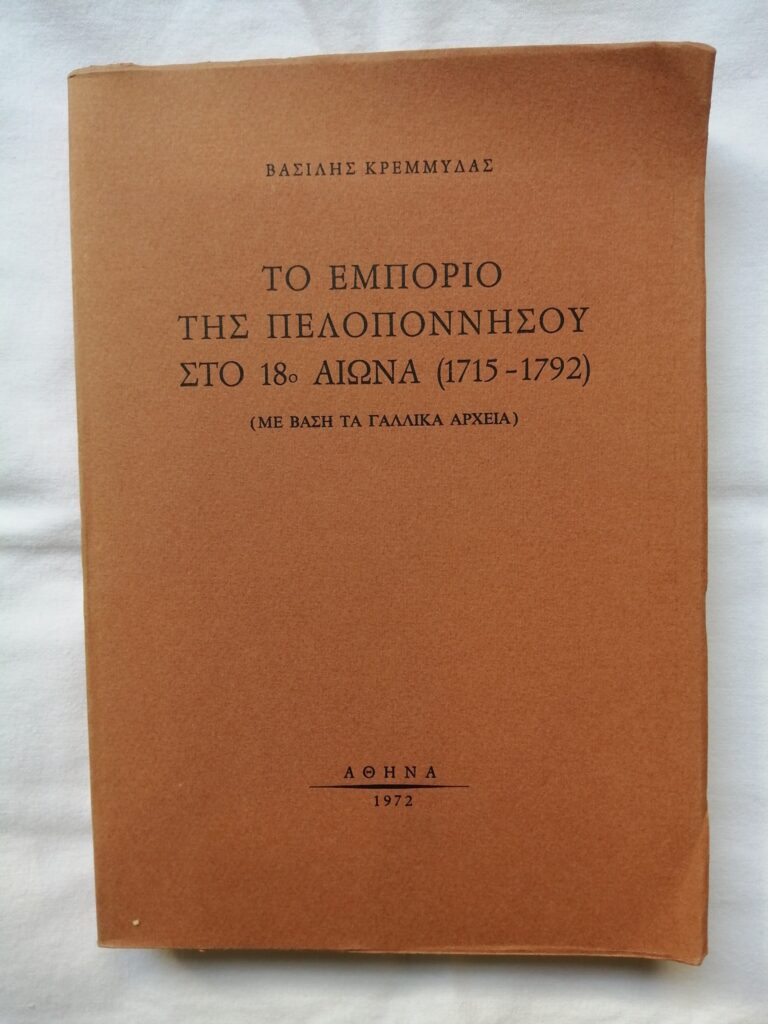 ΒΑΣΙΛΗΣ ΚΡΕΜΜΥΔΑΣ
ΤΟ ΕΜΠΟΡΙΟ
ΤΗΣ ΠΕΛΟΠΟΝΝΗΣΟΥ
ΣΤΟ 18ο ΑΙΩΝΑ (1715-1792)
(ΜΕ ΒΑΣΗ ΤΑ ΓΑΛΛΙΚΑ ΑΡΧΕΙΑ)
ΑΘΗΝΑ
1972